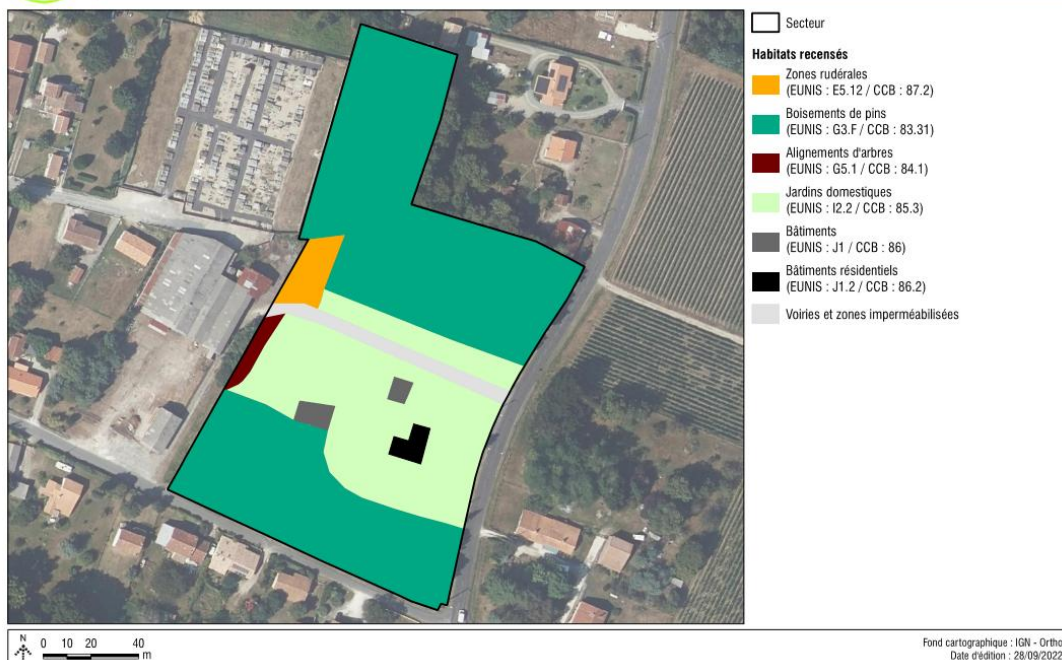 Secteur
Habitats recensés
Zones rudérales
(EUNIS : E5.12 / CCB : 87.2)
Boisements de pins
(EUNIS : G3.F / CCB : 83.31)
Alignements d'arbres
(EUNIS : G5.1 / CCB : 84.1)
Jardins domestiques
(EUNIS : I2.2 / CCB : 85.3)
Bâtiments
(EUNIS : J1 / CCB : 86)
Bâtiments résidentiels
(EUNIS : J1.2 / CCB : 86.2)
Voiries et zones imperméabilisées
N
0 10 20 40
m
Fond cartographique : IGN - Ortho
Date d'édition : 28/09/2022